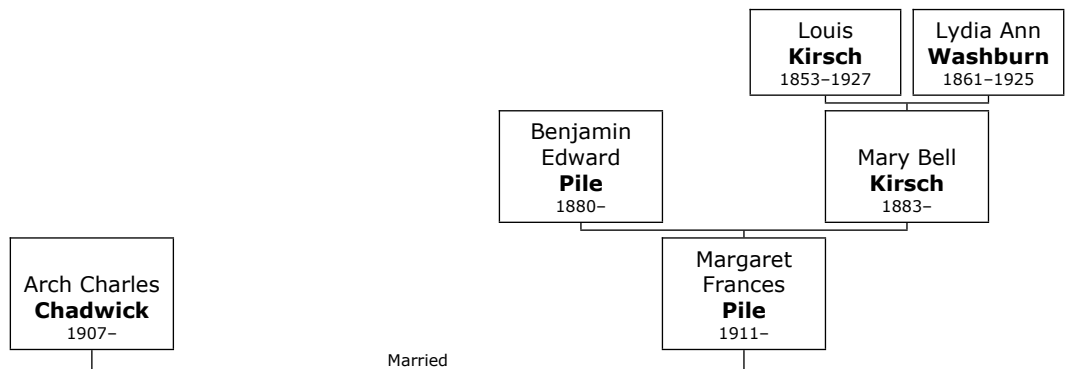 Louis
Kirsch
1853–1927
Lydia Ann
Washburn
1861–1925
Benjamin
Edward
Pile
1880–
Mary Bell
Kirsch
1883–
Arch Charles
Chadwick
1907–
Margaret
Frances
Pile
1911–
Married